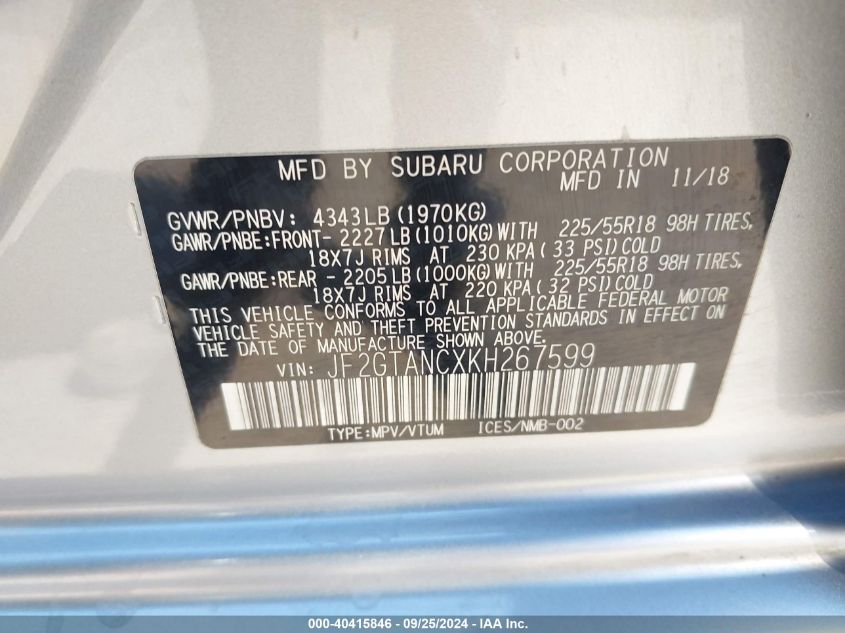 MFD BY SUBARU CORPORATION
MFD IN 11/18
GVWR/PNBV: 4343LB (1970KG)
GAWR/PNBE:FRONT- 2227LB (1010KG) WITH 225/55R18 98H TIRES,
18X7J RIMS AT 230 KPA ( 33 PSI) COLD
GAWR/PNBE:REAR - 2205LB (1000KG) WITH 225/55R18 98H TIRES,
18X7J RIMS AT 220 KPA ( 32 PSI) COLD
THIS VEHICLE CONFORMS TO ALL APPLICABLE FEDERAL MOTOR
VEHICLE SAFETY AND THEFT PREVENTION STANDARDS IN EFFECT ON
THE DATE OF MANUFACTURE SHOWN ABOVE.
VIN: JF2GTANCXKH267599
TYPE:MPV/VTUM ICES/NMB-002
000-40415846 - 09/25/2024 - IAA Inc.